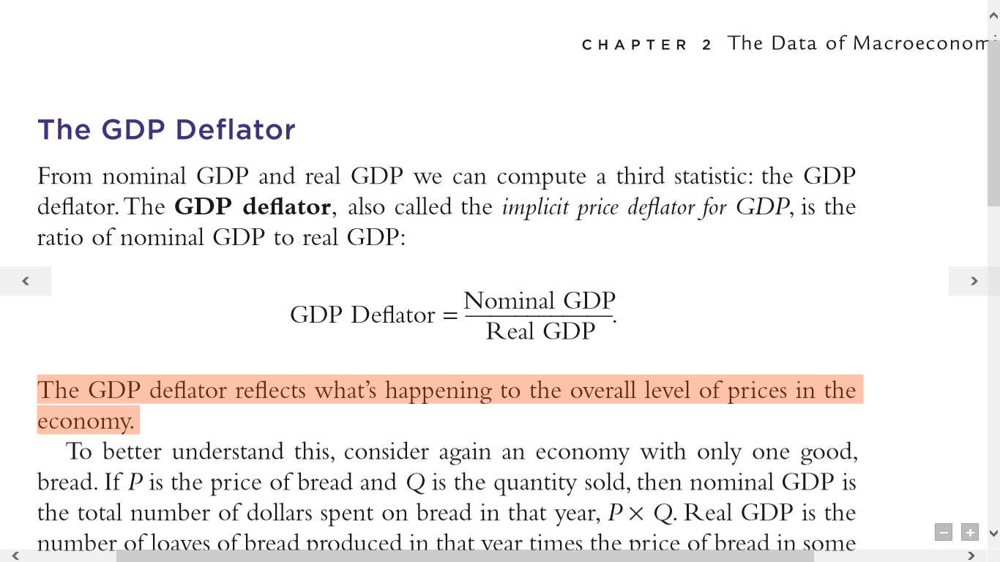 CHAPTER 2 The Data of Macroeconom
The GDP Deflator
From nominal GDP and real GDP we can compute a third statistic: the GDP
deflator. The GDP deflator, also called the implicit price deflator for GDP, is the
ratio of nominal GDP to real GDP:
GDP Deflator = Nominal GDP
Real GDP.
The GDP deflator reflects what’s happening to the overall level of prices in the
economy.
To better understand this, consider again an economy with only one good,
bread. If P is the price of bread and Q is the quantity sold, then nominal GDP is
the total number of dollars spent on bread in that year, P × Q. Real GDP is the
number of loaves of bread produced in that year times the price of bread in some